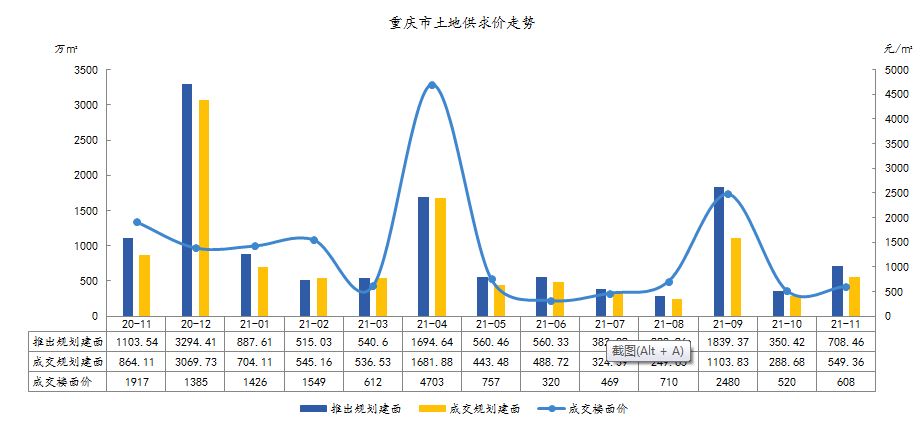 重庆市土地供求价走势
万㎡ 元/㎡
3500 5000
3000 4500
2500 4000
2000 3500
1500 3000
1000 2500
500 2000
0 1500
1000
500
0
20-11 20-12 21-01 21-02 21-03 21-04 21-05 21-06 21-07 21-08 21-09 21-10 21-11
推出规划建面 1103.54 3294.41 887.61 515.03 540.6 1694.64 560.46 560.33 1839.37 350.42 708.46
成交规划建面 864.11 3069.73 704.11 545.16 536.53 1681.88 443.48 488.72 1103.83 288.68 549.36
成交楼面价 1917 1385 1426 1549 612 4703 757 320 469 710 2480 520 608
截图(Alt + A)
推出规划建面 成交规划建面 成交楼面价